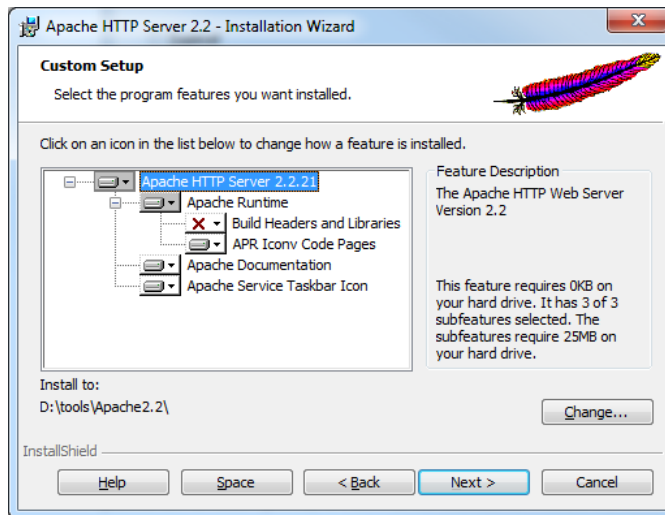 Apache HTTP Server 2.2 - Installation Wizard
Custom Setup
Select the program features you want installed.
Click on an icon in the list below to change how a feature is installed.
Apache HTTP Server 2.2.21
Apache Runtime
Build Headers and Libraries
APR Iconv Code Pages
Apache Documentation
Apache Service Taskbar Icon
Feature Description
The Apache HTTP Web Server
Version 2.2
This feature requires 0KB on
your hard drive. It has 3 of 3
subfeatures selected. The
subfeatures require 25MB on
your hard drive.
Install to:
D:\tools\Apache2.2\
Change...
InstallShield
Help
Space
< Back
Next >
Cancel